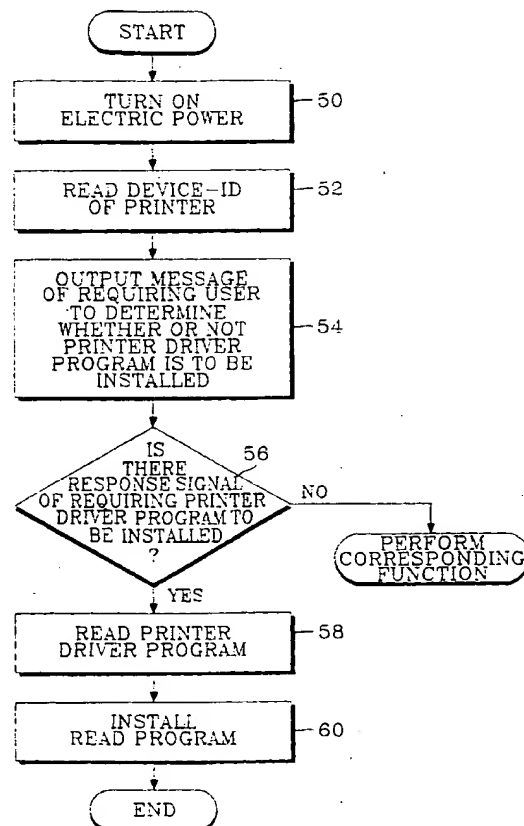 START
TURN ON
ELECTRIC POWER
50
READ DEVICE-ID
OF PRINTER
52
OUTPUT MESSAGE
OF REQUIRING USER
TO DETERMINE
WHETHER OR NOT
PRINTER DRIVER
PROGRAM IS TO BE
INSTALLED
54
IS
THERE
RESPONSE SIGNAL
OF REQUIRING PRINTER
DRIVER PROGRAM TO
BE INSTALLED
?
56
NO
PERFORM
CORRESPONDING
FUNCTION
YES
READ PRINTER
DRIVER PROGRAM
58
INSTALL
READ PROGRAM
60
END